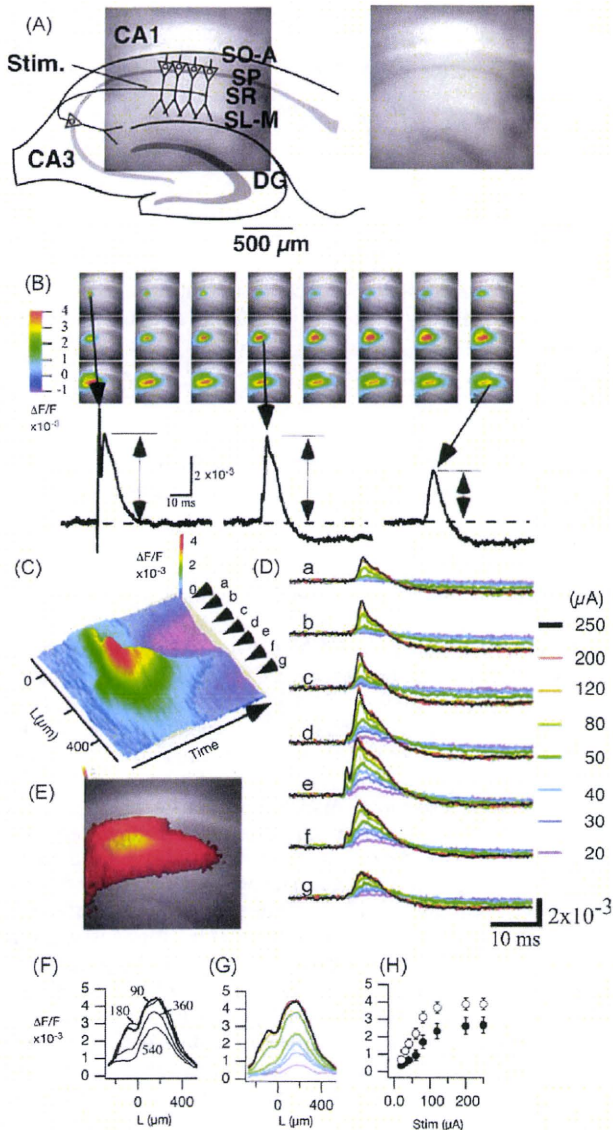 (A)
CA1
SO-A
Stim.
SP
SR
SL-M
CA3
DG
500 µm
(B)
4
3
2
1
0
-1
ΔF/F
x10⁻³
2 x10⁻³
10 ms
(C)
ΔF/F
x10⁻³
4
2
0
a
b
c
d
e
f
g
0
L(µm)
400
Time
(D)
a
b
c
d
e
f
g
(µA)
250
200
120
80
50
40
30
20
2x10⁻³
10 ms
(E)
(F)
ΔF/F
x10⁻³
5
4
3
2
1
0
90
180
360
540
0
400
L (µm)
(G)
5
4
3
2
1
0
0
400
L (µm)
(H)
5
4
3
2
1
0
0.0
100
200
Stim (µA)